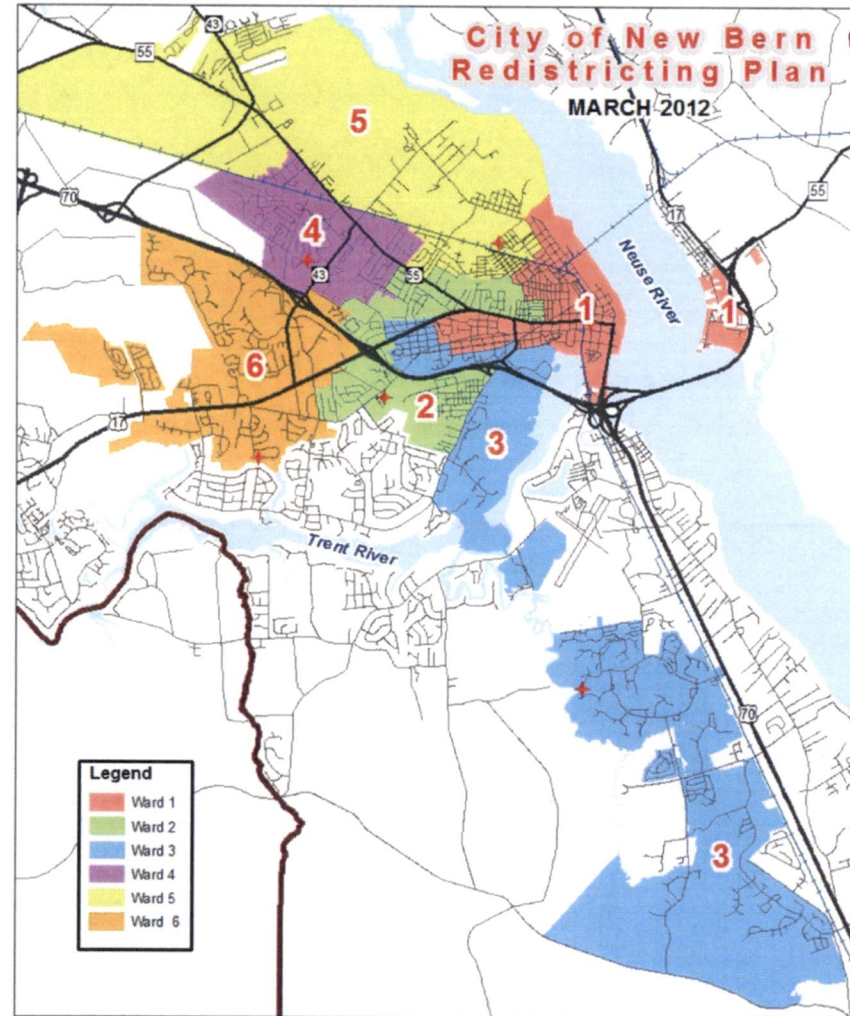 City of New Bern
Redistricting Plan
MARCH 2012
43
55
5
70
17
55
4
43
55
Neuse River
1
1
6
2
17
3
Trent River
70
3
Legend
Ward 1
Ward 2
Ward 3
Ward 4
Ward 5
Ward 6